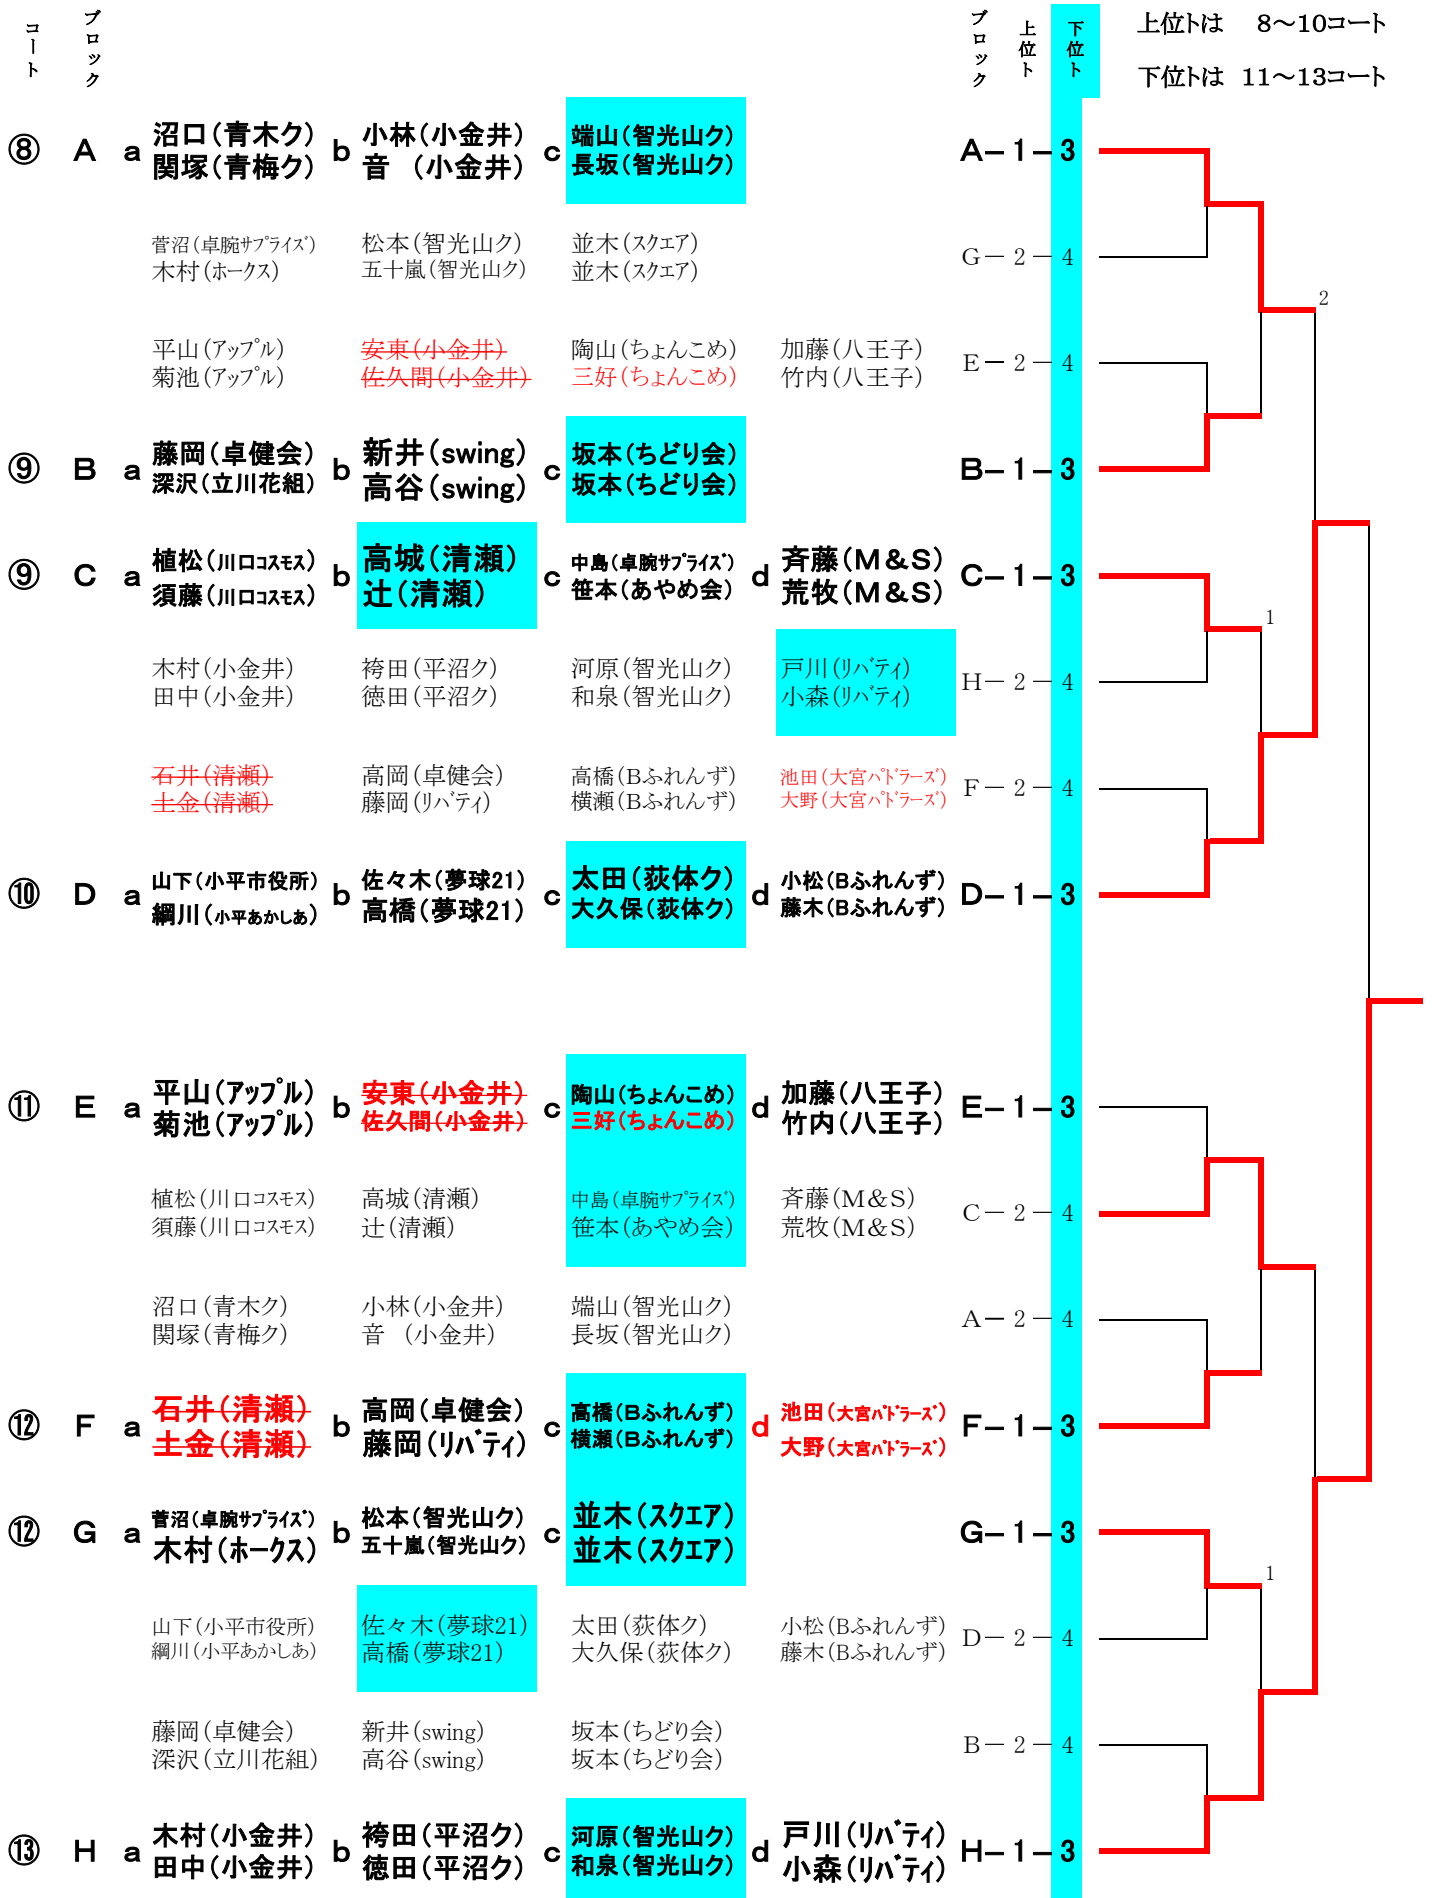 コート ブロック ブロック 上位ト 下位ト 上位トは 8～10コート
下位トは 11～13コート
⑧ A a 沼口(青木ク) b 小林(小金井) c 端山(智光山ク) A－1－3
関塚(青梅ク) 音 (小金井) 長坂(智光山ク)
菅沼(卓腕サプライズ) 松本(智光山ク) 並木(スクエア) G－2－4
木村(ホークス) 五十嵐(智光山ク) 並木(スクエア)
2
平山(アップル) 安東(小金井) 陶山(ちょんこめ) 加藤(八王子) E－2－4
菊池(アップル) 佐久間(小金井) 三好(ちょんこめ) 竹内(八王子)
⑨ B a 藤岡(卓健会) b 新井(swing) c 坂本(ちどり会) B－1－3
深沢(立川花組) 高谷(swing) 坂本(ちどり会)
⑨ C a 植松(川口コスモス) b 高城(清瀬) c 中島(卓腕サプライズ) d 斉藤(M＆S) C－1－3
須藤(川口コスモス) 辻(清瀬) 笹本(あやめ会) 荒牧(M＆S)
1
木村(小金井) 袴田(平沼ク) 河原(智光山ク) 戸川(リバティ) H－2－4
田中(小金井) 徳田(平沼ク) 和泉(智光山ク) 小森(リバティ)
石井(清瀬) 高岡(卓健会) 高橋(Bふれんず) 池田(大宮パドラーズ) F－2－4
土金(清瀬) 藤岡(リバティ) 横瀬(Bふれんず) 大野(大宮パドラーズ)
⑩ D a 山下(小平市役所) b 佐々木(夢球21) c 太田(荻体ク) d 小松(Bふれんず) D－1－3
綱川(小平あかしあ) 高橋(夢球21) 大久保(荻体ク) 藤木(Bふれんず)
⑪ E a 平山(アップル) b 安東(小金井) c 陶山(ちょんこめ) d 加藤(八王子) E－1－3
菊池(アップル) 佐久間(小金井) 三好(ちょんこめ) 竹内(八王子)
植松(川口コスモス) 高城(清瀬) 中島(卓腕サプライズ) 斉藤(M＆S) C－2－4
須藤(川口コスモス) 辻(清瀬) 笹本(あやめ会) 荒牧(M＆S)
沼口(青木ク) 小林(小金井) 端山(智光山ク) A－2－4
関塚(青梅ク) 音 (小金井) 長坂(智光山ク)
⑫ F a 石井(清瀬) b 高岡(卓健会) c 高橋(Bふれんず) d 池田(大宮パドラーズ) F－1－3
土金(清瀬) 藤岡(リバティ) 横瀬(Bふれんず) 大野(大宮パドラーズ)
⑫ G a 菅沼(卓腕サプライズ) b 松本(智光山ク) c 並木(スクエア) G－1－3
木村(ホークス) 五十嵐(智光山ク) 並木(スクエア)
1
山下(小平市役所) 佐々木(夢球21) 太田(荻体ク) 小松(Bふれんず) D－2－4
綱川(小平あかしあ) 高橋(夢球21) 大久保(荻体ク) 藤木(Bふれんず)
藤岡(卓健会) 新井(swing) 坂本(ちどり会) B－2－4
深沢(立川花組) 高谷(swing) 坂本(ちどり会)
⑬ H a 木村(小金井) b 袴田(平沼ク) c 河原(智光山ク) d 戸川(リバティ) H－1－3
田中(小金井) 徳田(平沼ク) 和泉(智光山ク) 小森(リバティ)